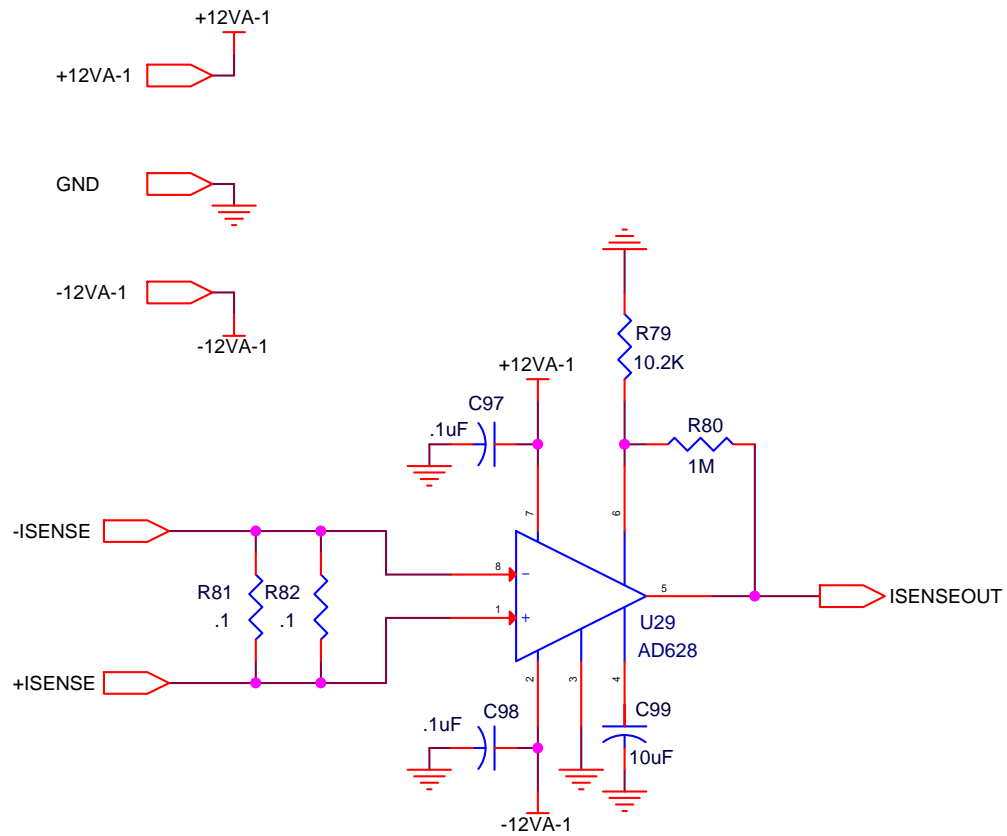 +12VA-1
+12VA-1
GND
-12VA-1
-12VA-1
R79
10.2K
+12VA-1
C97
.1uF
R80
1M
7
6
-ISENSE
8
−
R81
.1
R82
.1
1
+
5
ISENSEOUT
U29
AD628
+ISENSE
2
3
4
C98
.1uF
C99
10uF
-12VA-1